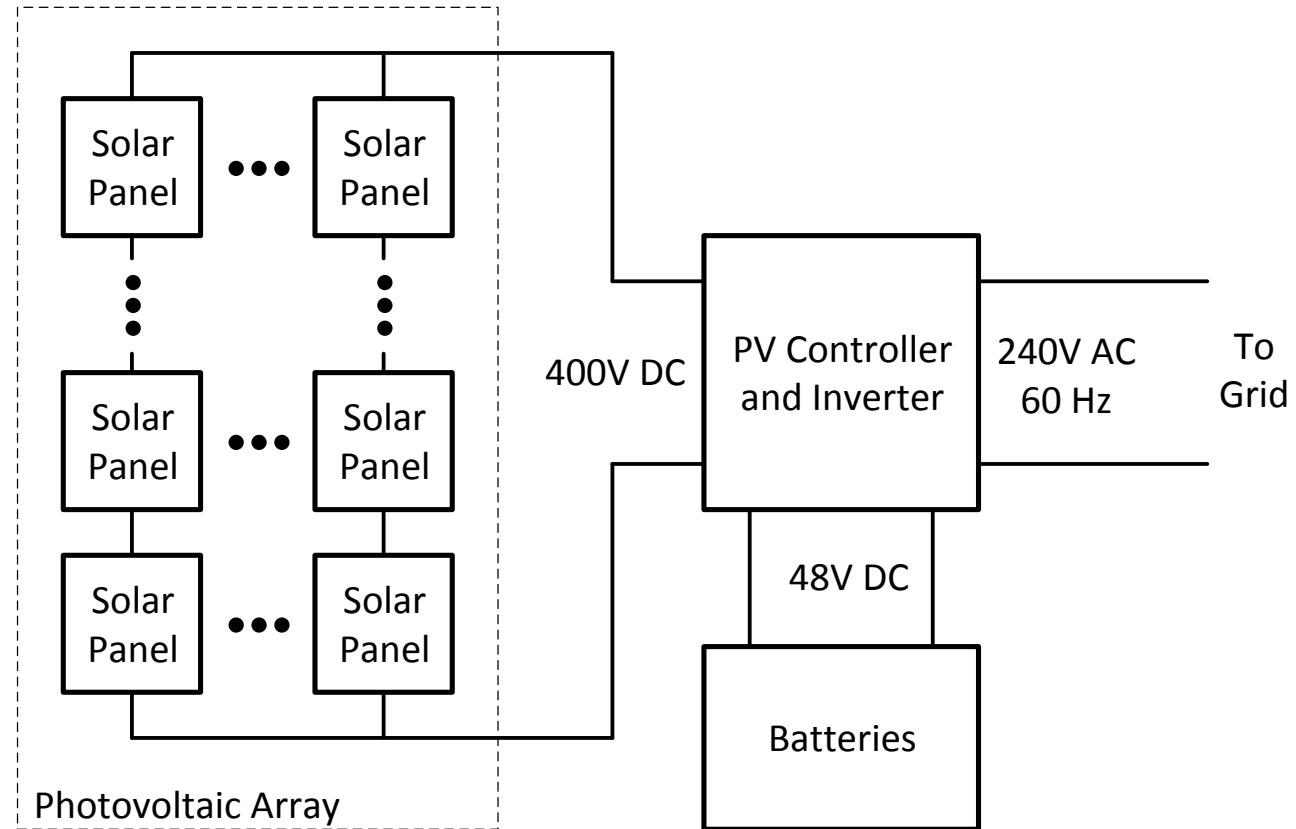 Solar
Panel
Solar
Panel
Solar
Panel
Solar
Panel
Solar
Panel
Solar
Panel
Photovoltaic Array
400V DC
PV Controller
and Inverter
240V AC
60 Hz
To
Grid
48V DC
Batteries